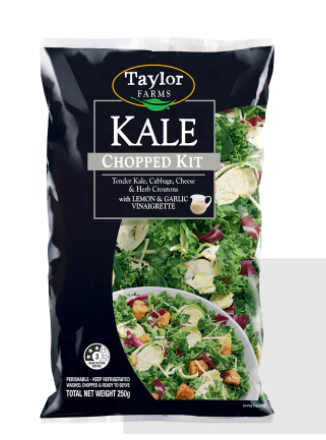 Taylor
FARMS
KALE
CHOPPED KIT
Tender Kale, Cabbage, Cheese
& Herb Croutons
with LEMON & GARLIC
VINAIGRETTE
PERISHABLE - KEEP REFRIGERATED
WASHED, CHOPPED & READY TO SERVE
TOTAL NET WEIGHT 250g